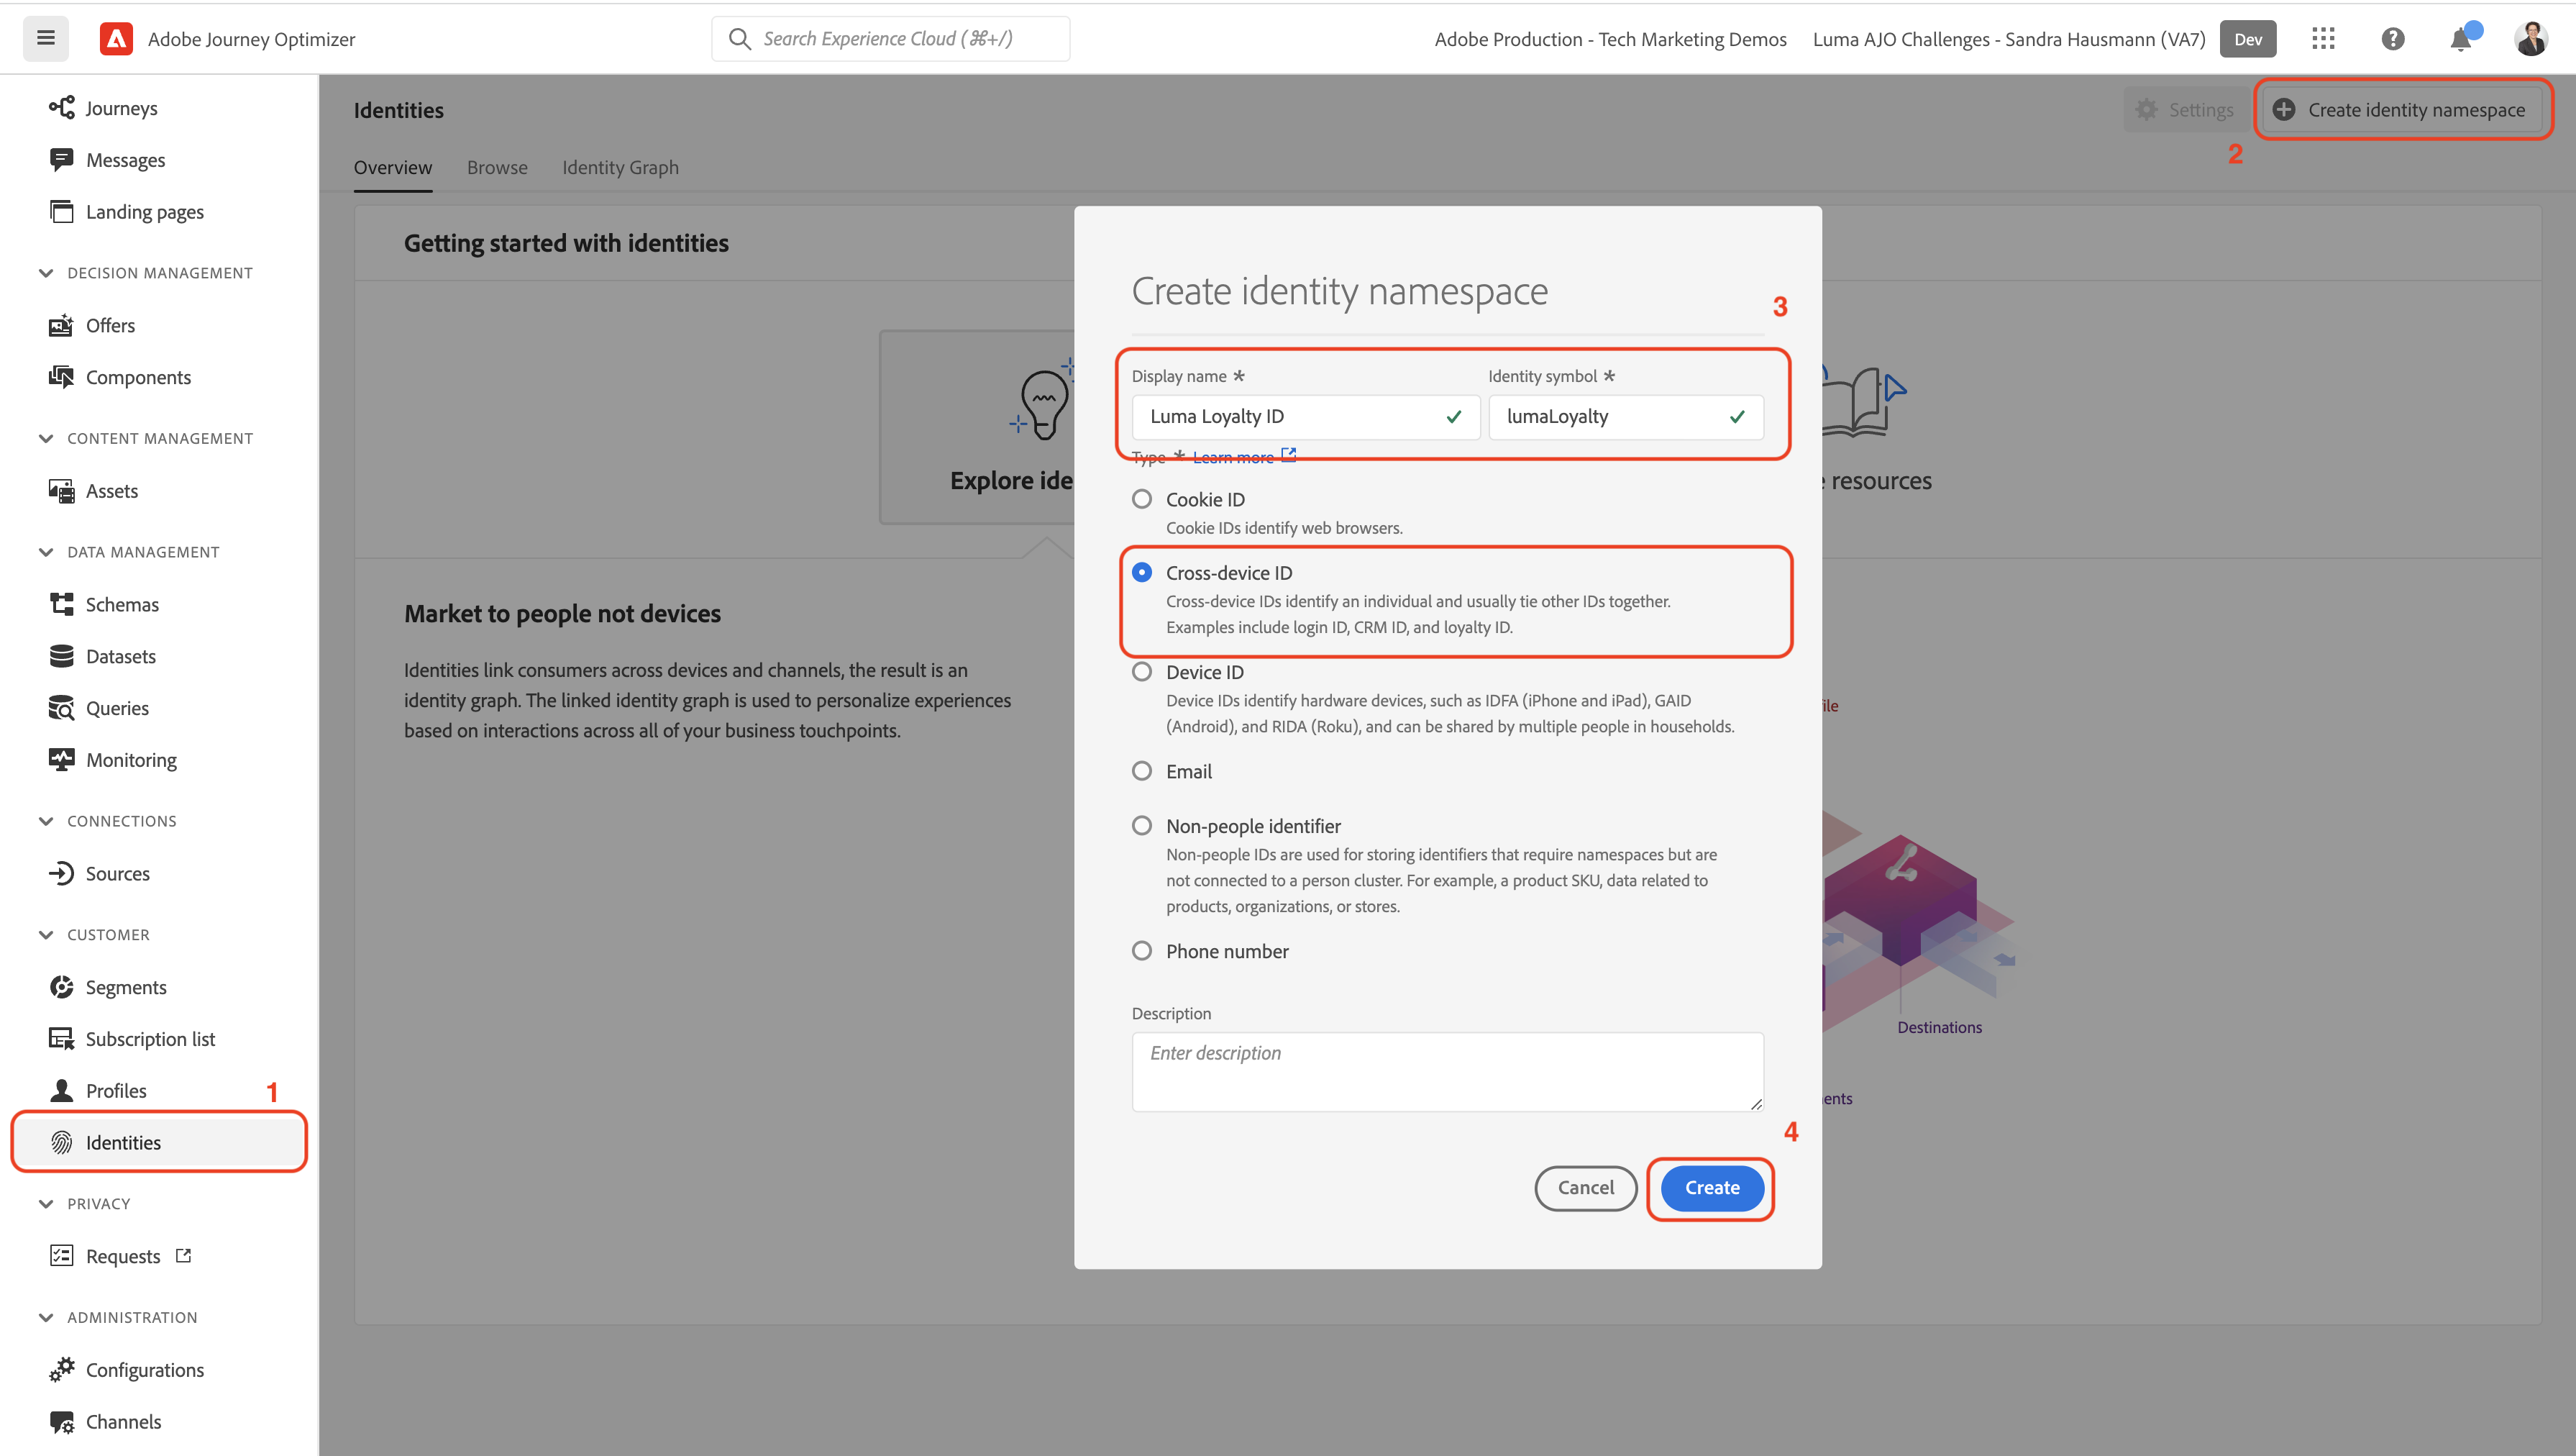 Adobe Journey Optimizer
Search Experience Cloud (⌘+/)
Adobe Production - Tech Marketing Demos
Luma AJO Challenges - Sandra Hausmann (VA7)
Dev
Journeys
Messages
Landing pages
DECISION MANAGEMENT
Offers
Components
CONTENT MANAGEMENT
Assets
DATA MANAGEMENT
Schemas
Datasets
Queries
Monitoring
CONNECTIONS
Sources
CUSTOMER
Segments
Subscription list
Profiles
1
Identities
PRIVACY
Requests
ADMINISTRATION
Configurations
Channels
Identities
Settings
Create identity namespace
2
Overview
Browse
Identity Graph
Getting started with identities
Explore ide
e resources
Market to people not devices
Identities link consumers across devices and channels, the result is an
identity graph. The linked identity graph is used to personalize experiences
based on interactions across all of your business touchpoints.
file
Destinations
ents
Create identity namespace
3
Display name *
Identity symbol *
Luma Loyalty ID
lumaLoyalty
Type * Learn more
Cookie ID
Cookie IDs identify web browsers.
Cross-device ID
Cross-device IDs identify an individual and usually tie other IDs together.
Examples include login ID, CRM ID, and loyalty ID.
Device ID
Device IDs identify hardware devices, such as IDFA (iPhone and iPad), GAID
(Android), and RIDA (Roku), and can be shared by multiple people in households.
Email
Non-people identifier
Non-people IDs are used for storing identifiers that require namespaces but are
not connected to a person cluster. For example, a product SKU, data related to
products, organizations, or stores.
Phone number
Description
Enter description
4
Cancel
Create